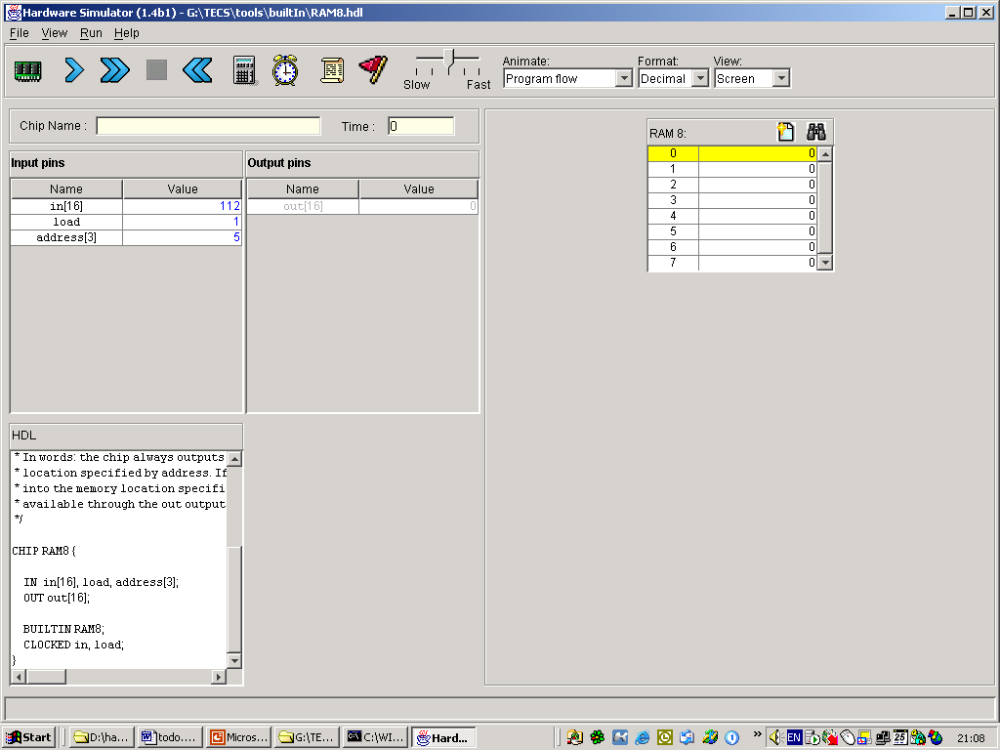 Hardware Simulator (1.4b1) - G:\TECS\tools\builtIn\RAM8.hdl
File View Run Help
Slow Fast
Animate: Format: View:
Program flow Decimal Screen
Chip Name : Time : 0
Input pins
Name Value
in[16] 112
load 1
address[3] 5
Output pins
Name Value
out[16] 0
RAM 8:
0 0
1 0
2 0
3 0
4 0
5 0
6 0
7 0
HDL
* In words: the chip always outputs
* location specified by address. If
* into the memory location specifi
* available through the out output
*/
CHIP RAM8 {
IN in[16], load, address[3];
OUT out[16];
BUILTIN RAM8;
CLOCKED in, load;
}
Start D:\ha... todo.... Micros... G:\TE... C:\WI... Hard... » EN 25 21:08